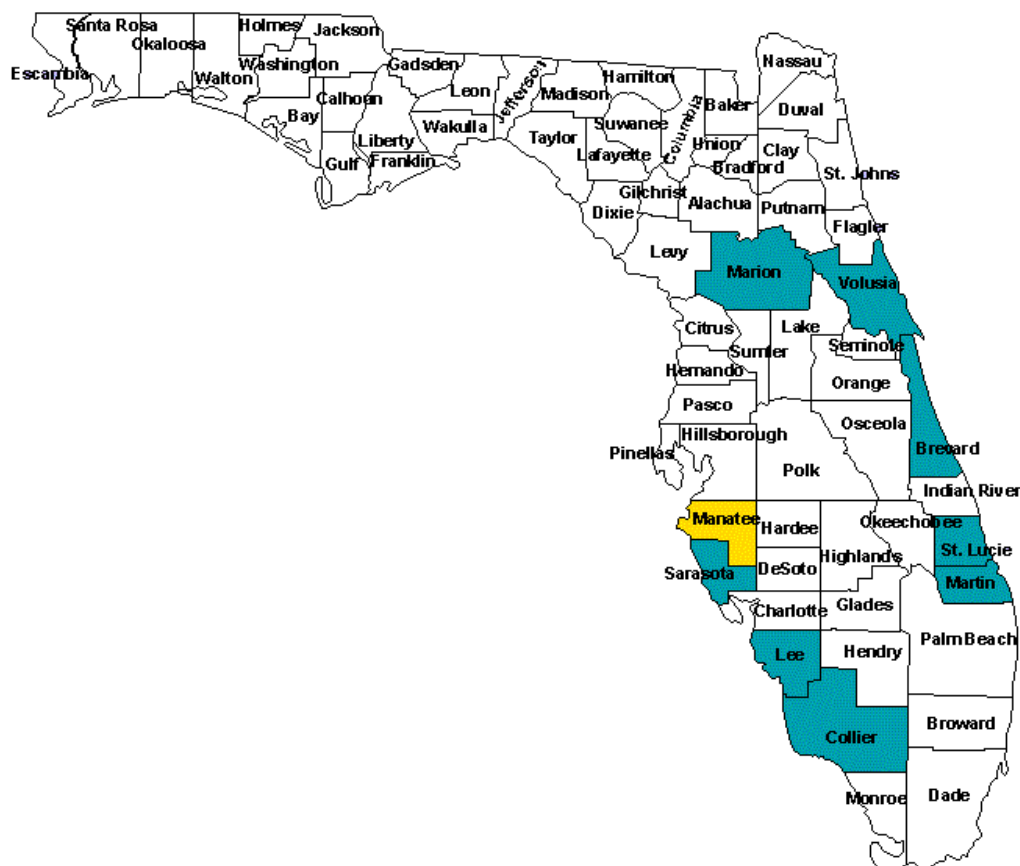 Santa Rosa
Holmes
Jackson
Okaloosa
Escambia
Walton
Washington
Gadsden
Leon
Jefferson
Madison
Hamilton
Nassau
Calhoun
Bay
Liberty
Wakulla
Gulf
Franklin
Taylor
Suwanee
Lafayette
Columbia
Baker
Duval
Union
Bradford
Clay
St. Johns
Gilchrist
Dixie
Alachua
Putnam
Flagler
Levy
Marion
Volusia
Citrus
Sumter
Lake
Seminole
Hernando
Orange
Pasco
Osceola
Pinellas
Hillsborough
Polk
Brevard
Indian River
Manatee
Hardee
Okeechobee
St. Lucie
Sarasota
DeSoto
Highlands
Martin
Charlotte
Glades
Palm Beach
Lee
Hendry
Collier
Broward
Monroe
Dade